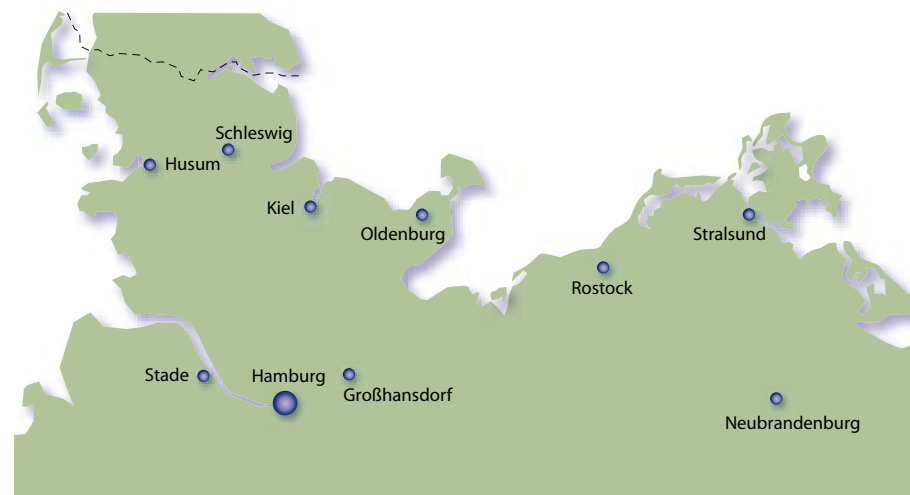 Schleswig
Husum
Kiel
Oldenburg
Stralsund
Rostock
Stade
Hamburg
Großhansdorf
Neubrandenburg